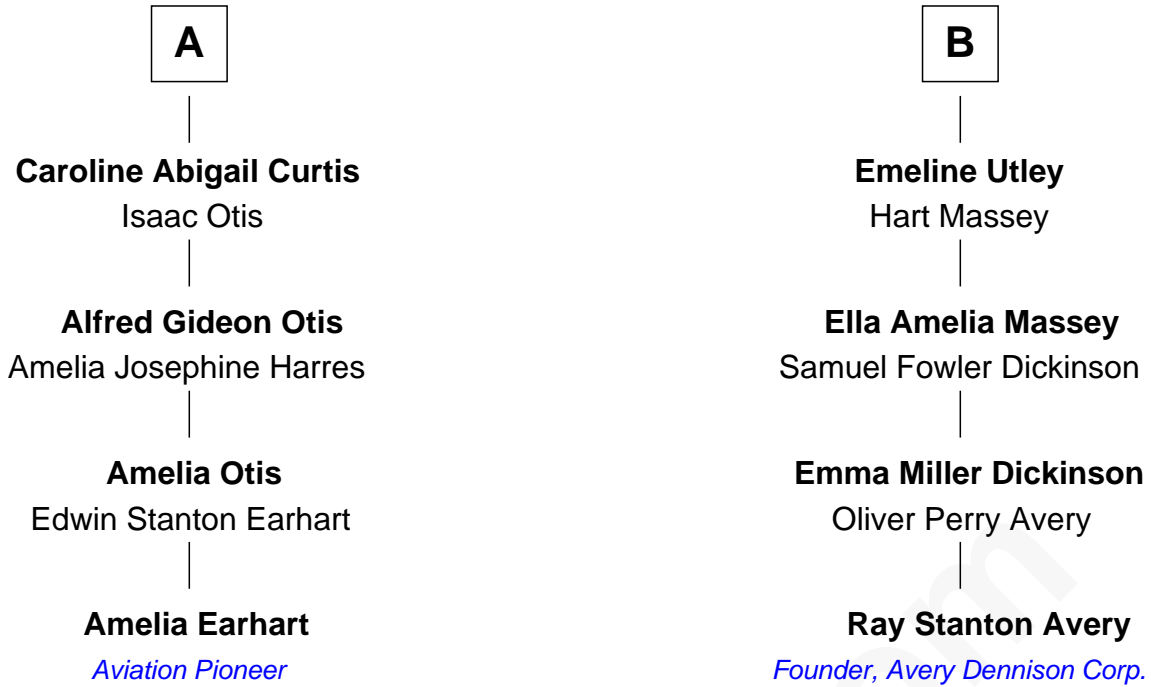 A
B
Caroline Abigail Curtis
Isaac Otis
Emeline Utley
Hart Massey
Alfred Gideon Otis
Amelia Josephine Harres
Ella Amelia Massey
Samuel Fowler Dickinson
Amelia Otis
Edwin Stanton Earhart
Emma Miller Dickinson
Oliver Perry Avery
Amelia Earhart
Aviation Pioneer
Ray Stanton Avery
Founder, Avery Dennison Corp.